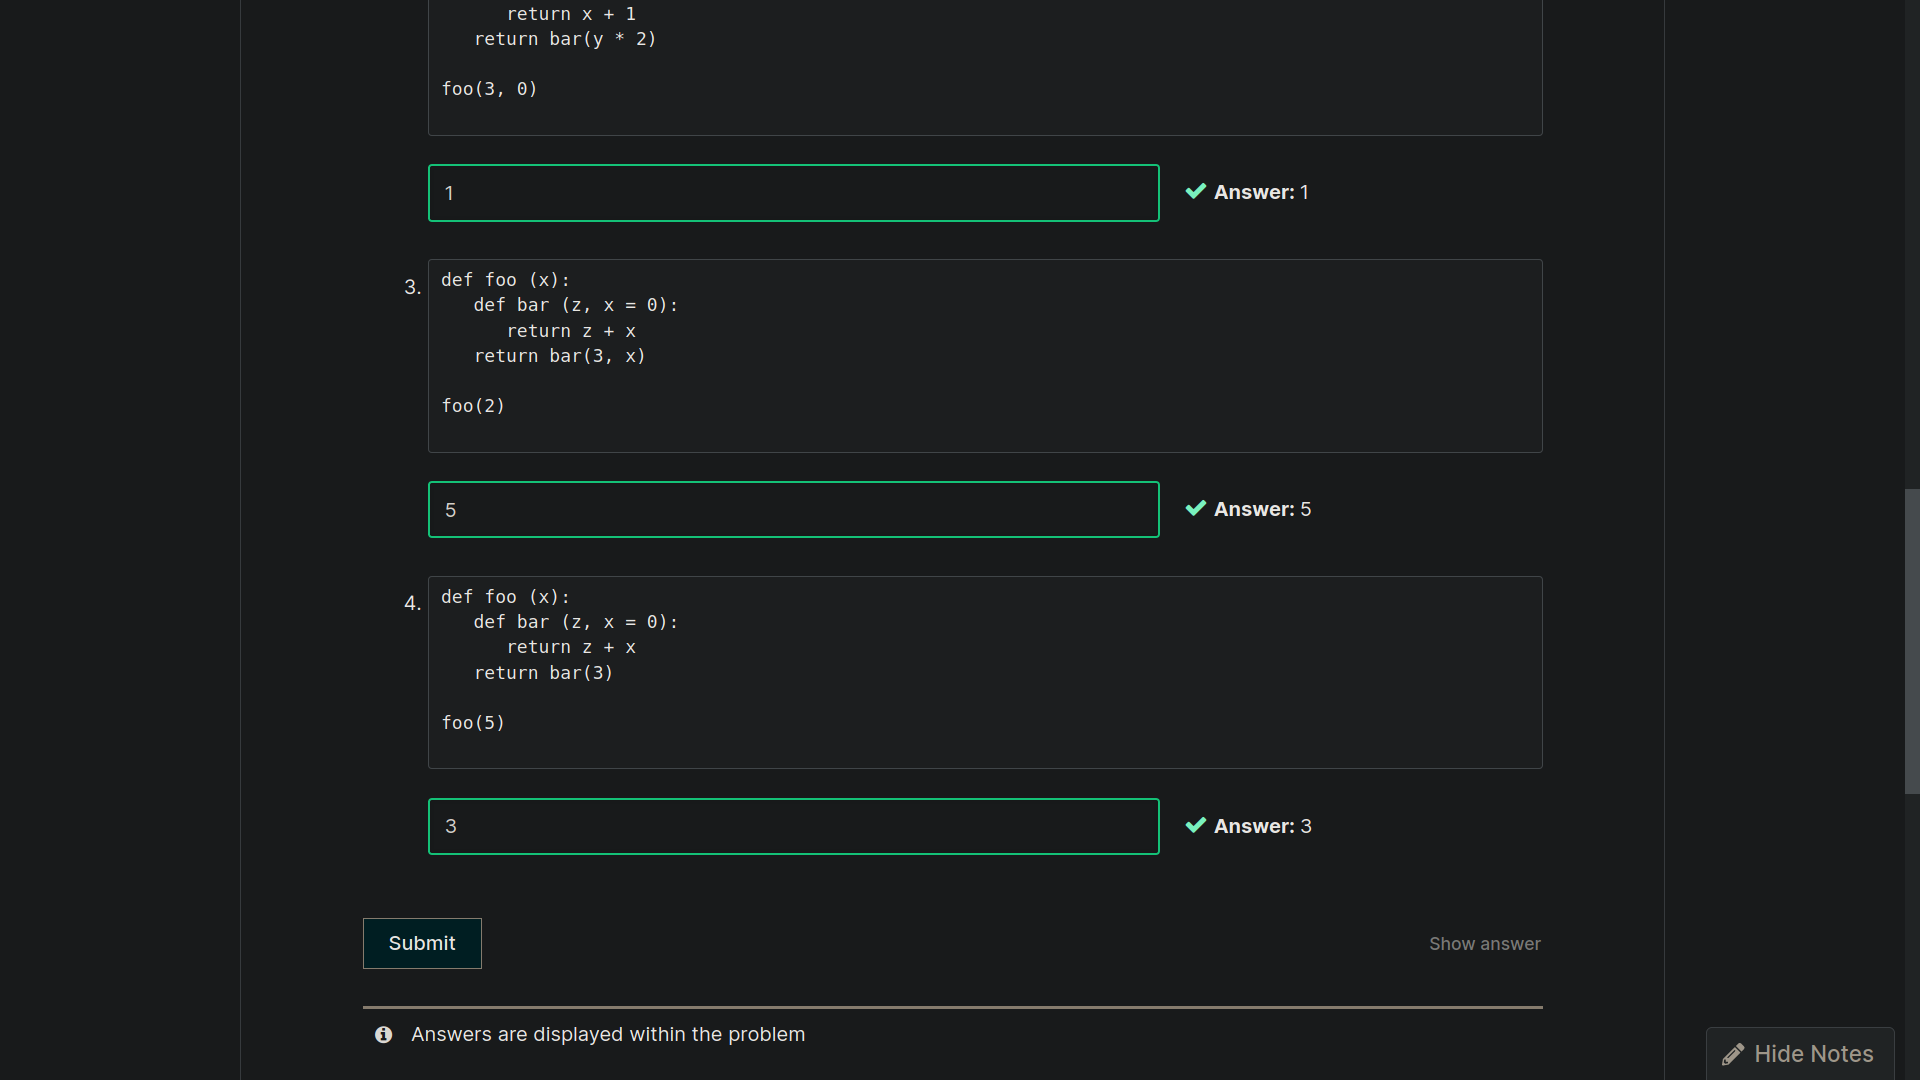 return x + 1
   return bar(y * 2)
foo(3, 0)
1
Answer: 1
3.
def foo (x):
   def bar (z, x = 0):
      return z + x
   return bar(3, x)
foo(2)
5
Answer: 5
4.
def foo (x):
   def bar (z, x = 0):
      return z + x
   return bar(3)
foo(5)
3
Answer: 3
Submit
Show answer
Answers are displayed within the problem
Hide Notes